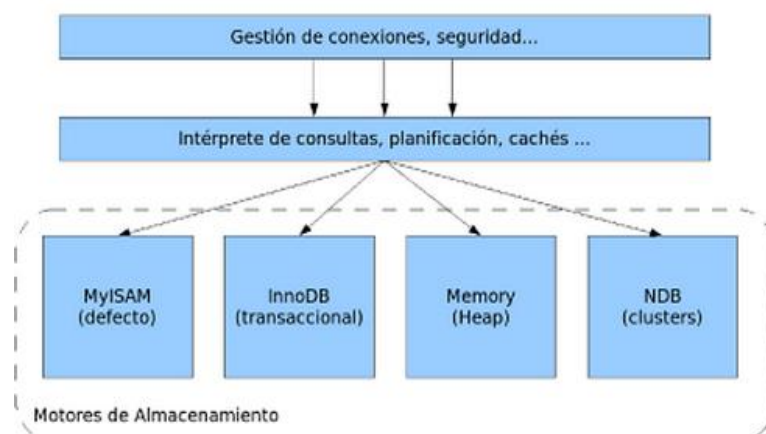 Gestión de conexiones, seguridad...
Intérprete de consultas, planificación, cachés ...
MyISAM
(defecto)
InnoDB
(transaccional)
Memory
(Heap)
NDB
(clusters)
Motores de Almacenamiento